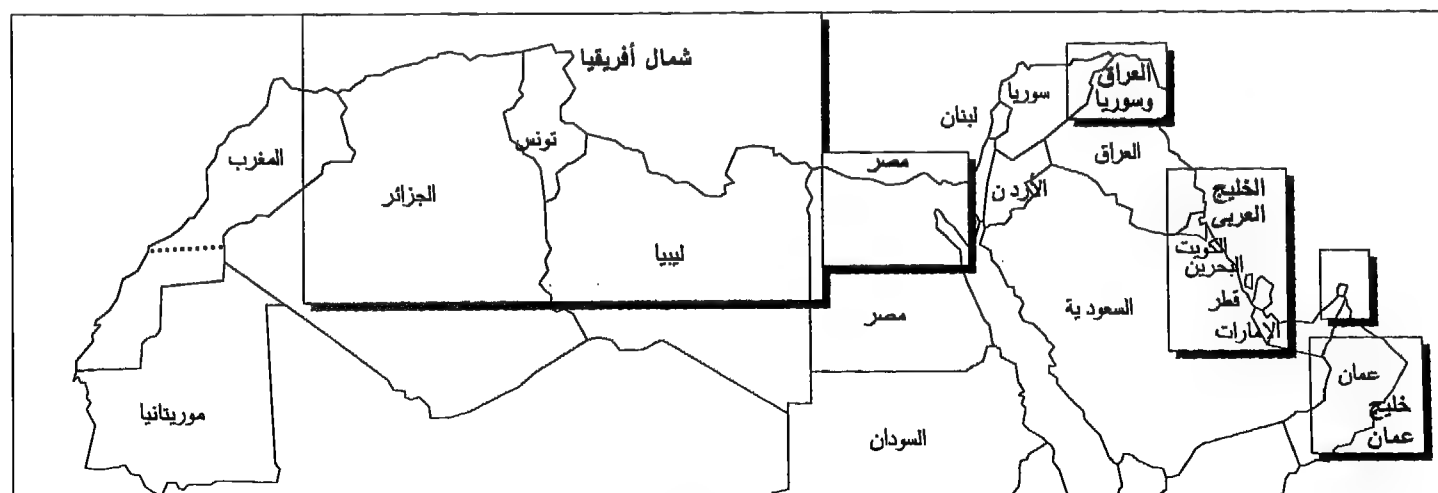 شمال أفريقيا
العراق
وسوريا
سوريا
لبنان
تونس
المغرب
مصر
العراق
الجزائر
الأردن
الخليج
العربى
الكويت
ليبيا
البحرين
قطر
السعودية
مصر
الإمارات
عمان
موريتانيا
خليج
عمان
السودان